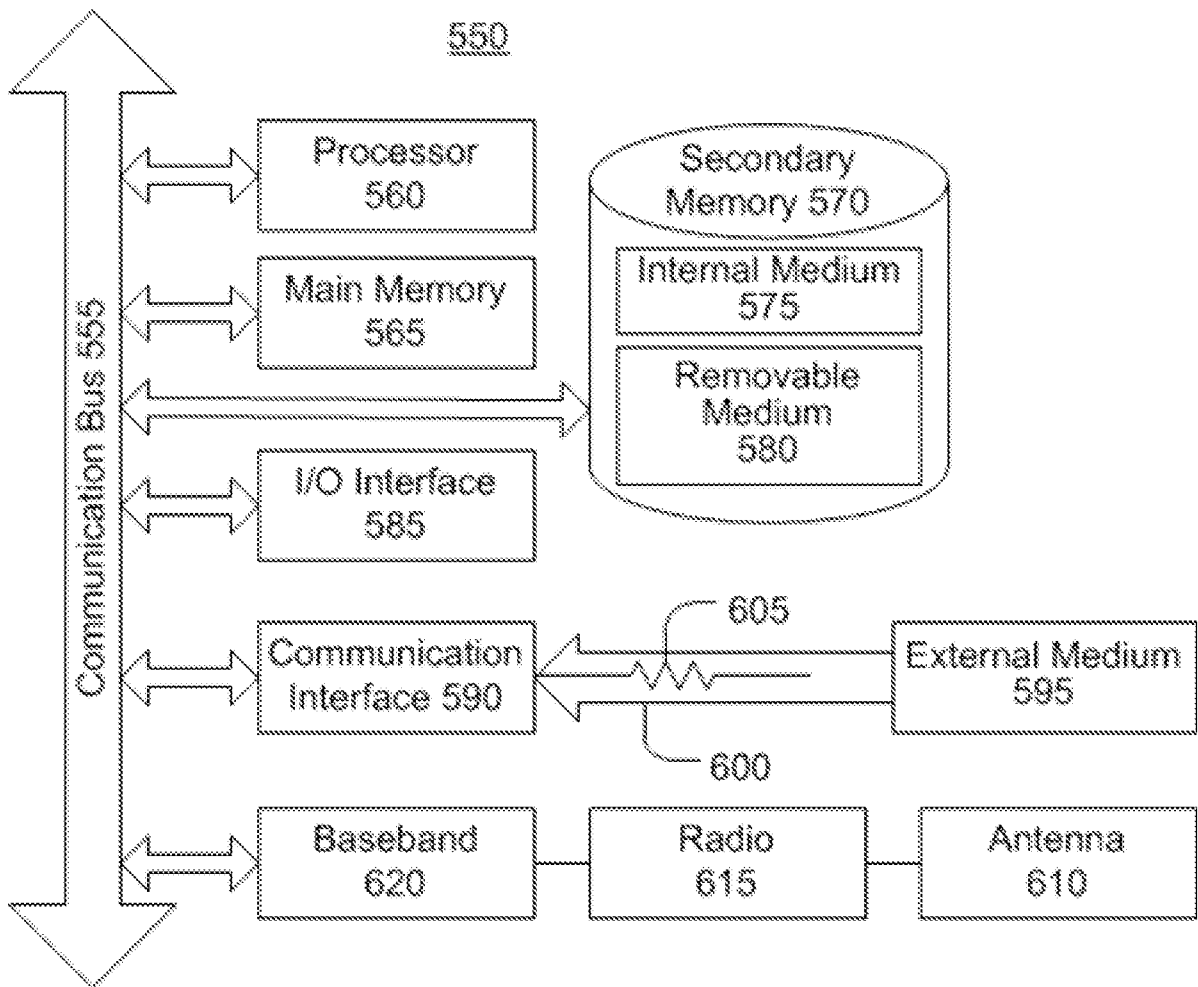 550
Processor
560
Secondary
Memory 570
Internal Medium
575
Main Memory
565
Removable
Medium
580
I/O Interface
585
Communication Bus 555
605
Communication
Interface 590
External Medium
595
600
Baseband
620
Radio
615
Antenna
610